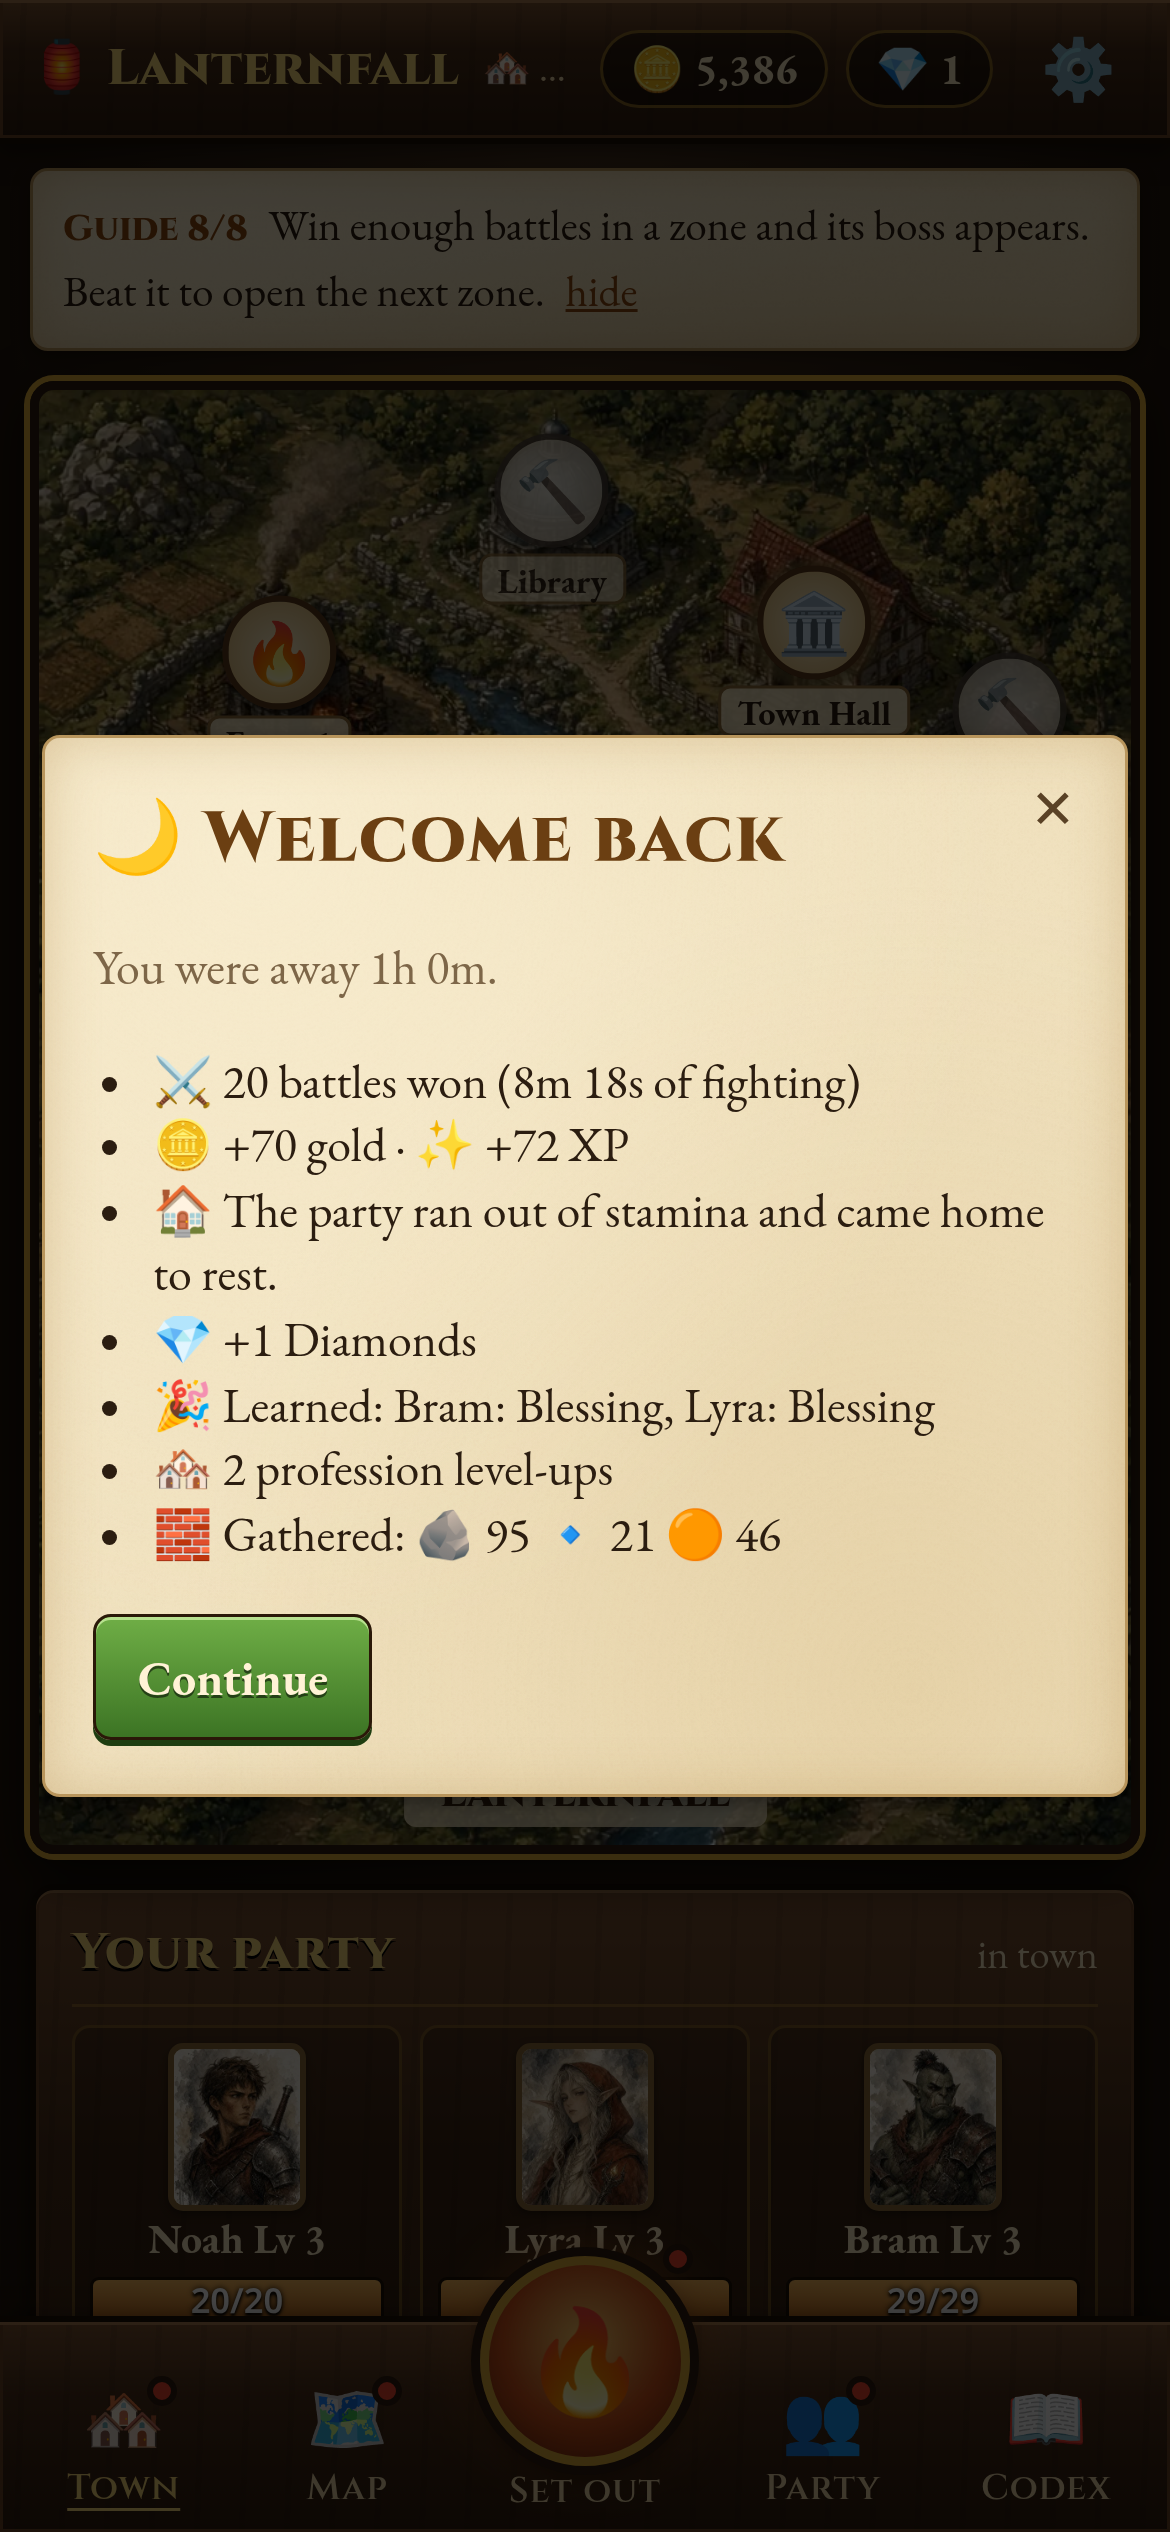 LANTERNFALL ... 5,386 1
GUIDE 8/8 Win enough battles in a zone and its boss appears.
Beat it to open the next zone. hide
Library
Town Hall
WELCOME BACK ✕
You were away 1h 0m.
• 20 battles won (8m 18s of fighting)
• +70 gold · +72 XP
• The party ran out of stamina and came home
to rest.
• +1 Diamonds
• Learned: Bram: Blessing, Lyra: Blessing
• 2 profession level-ups
• Gathered: 95 21 46
Continue
LANTERNFALL
YOUR PARTY in town
Noah Lv 3 Lyra Lv 3 Bram Lv 3
20/20 29/29
TOWN MAP SET OUT PARTY CODEX